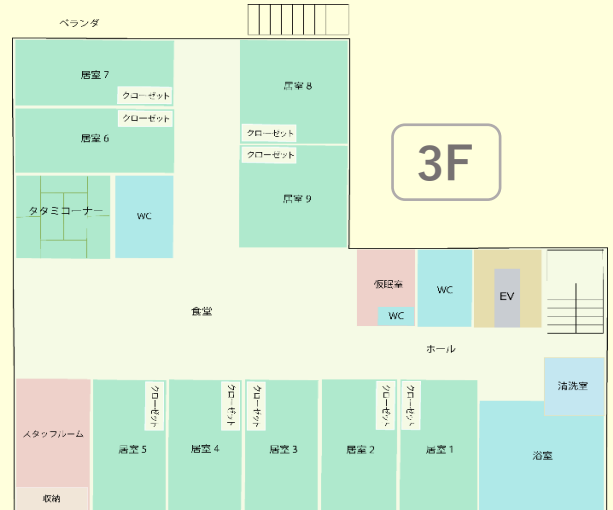 ベランダ
居室 7
クローゼット
居室 8
クローゼット
居室 6
クローゼット
クローゼット
居室 9
3F
タタミコーナー
WC
仮眠室
WC
WC
EV
食堂
ホール
清洗室
スタッフルーム
収納
クローゼット
居室 5
クローゼット
居室 4
クローゼット
居室 3
クローゼット
居室 2
クローゼット
居室 1
浴室